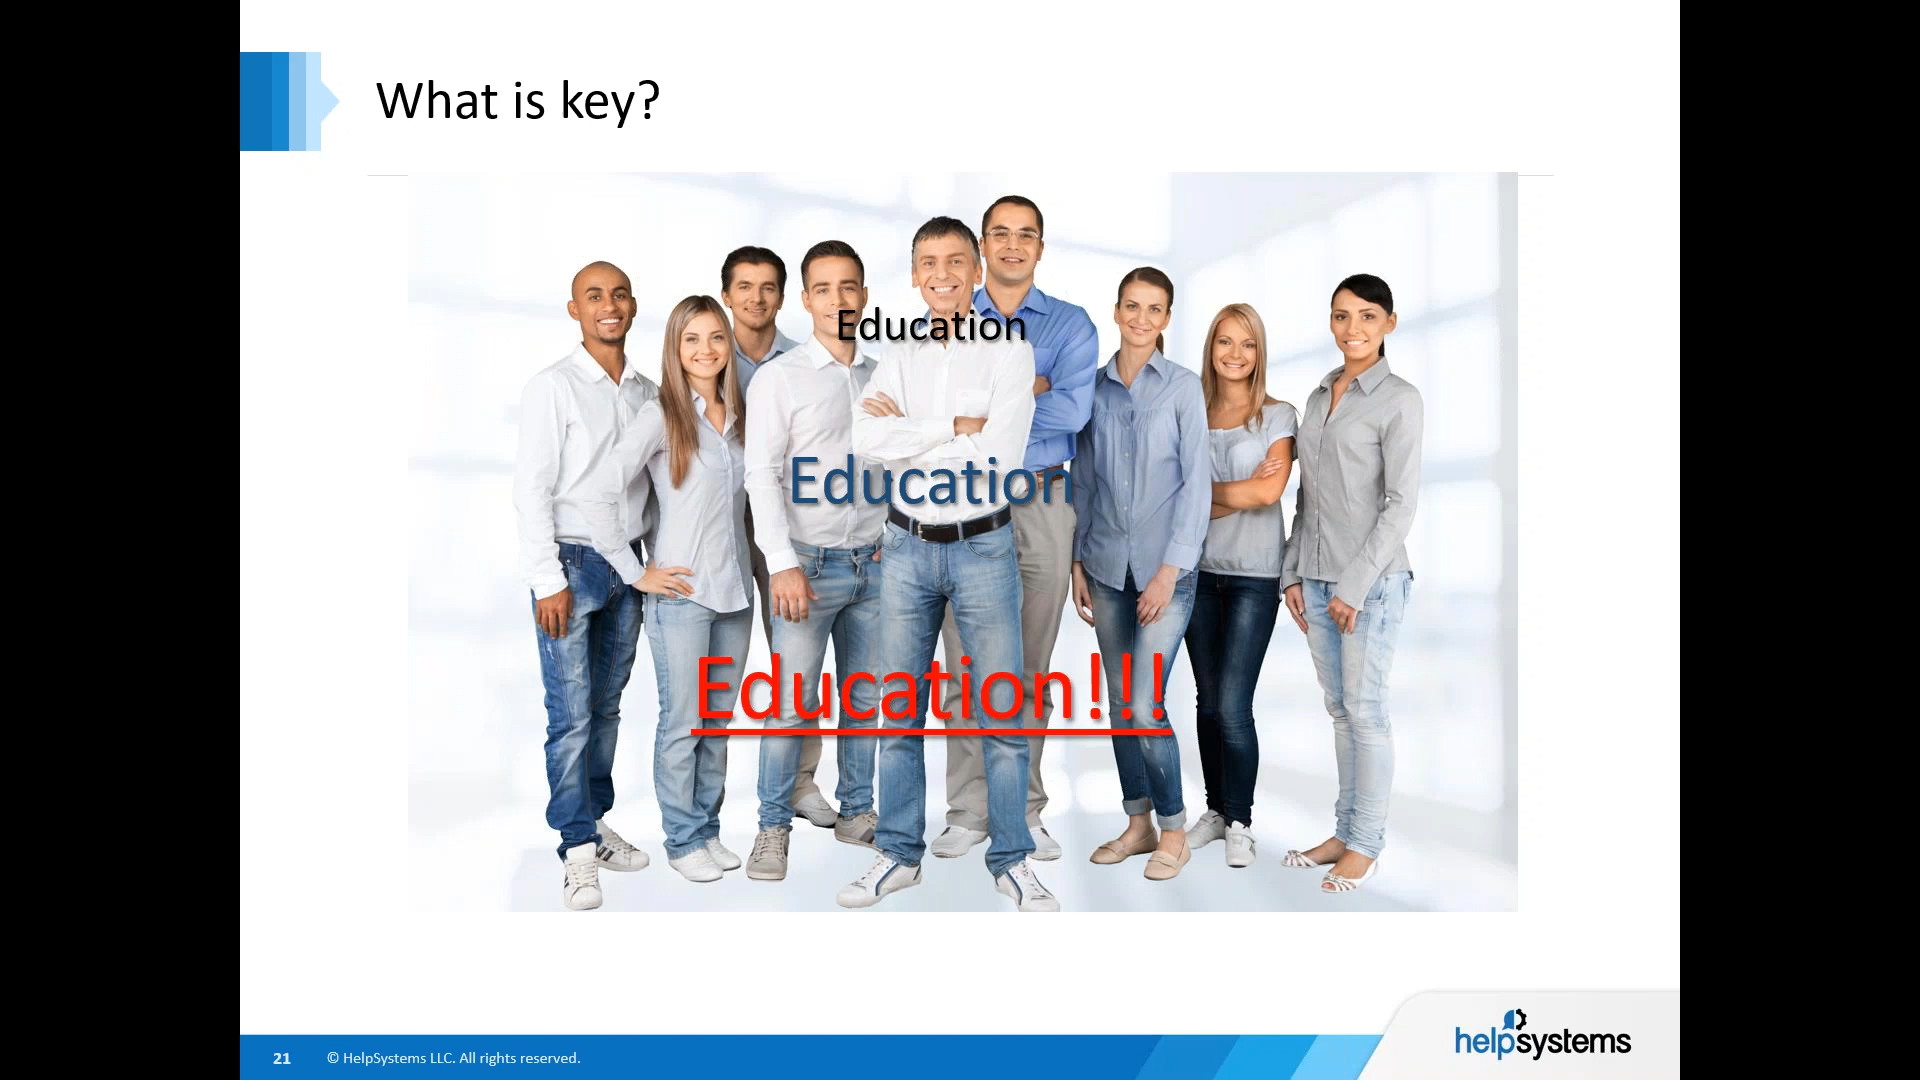 What is key?
Education
Education
Education!!!
21 © HelpSystems LLC. All rights reserved.
helpsystems